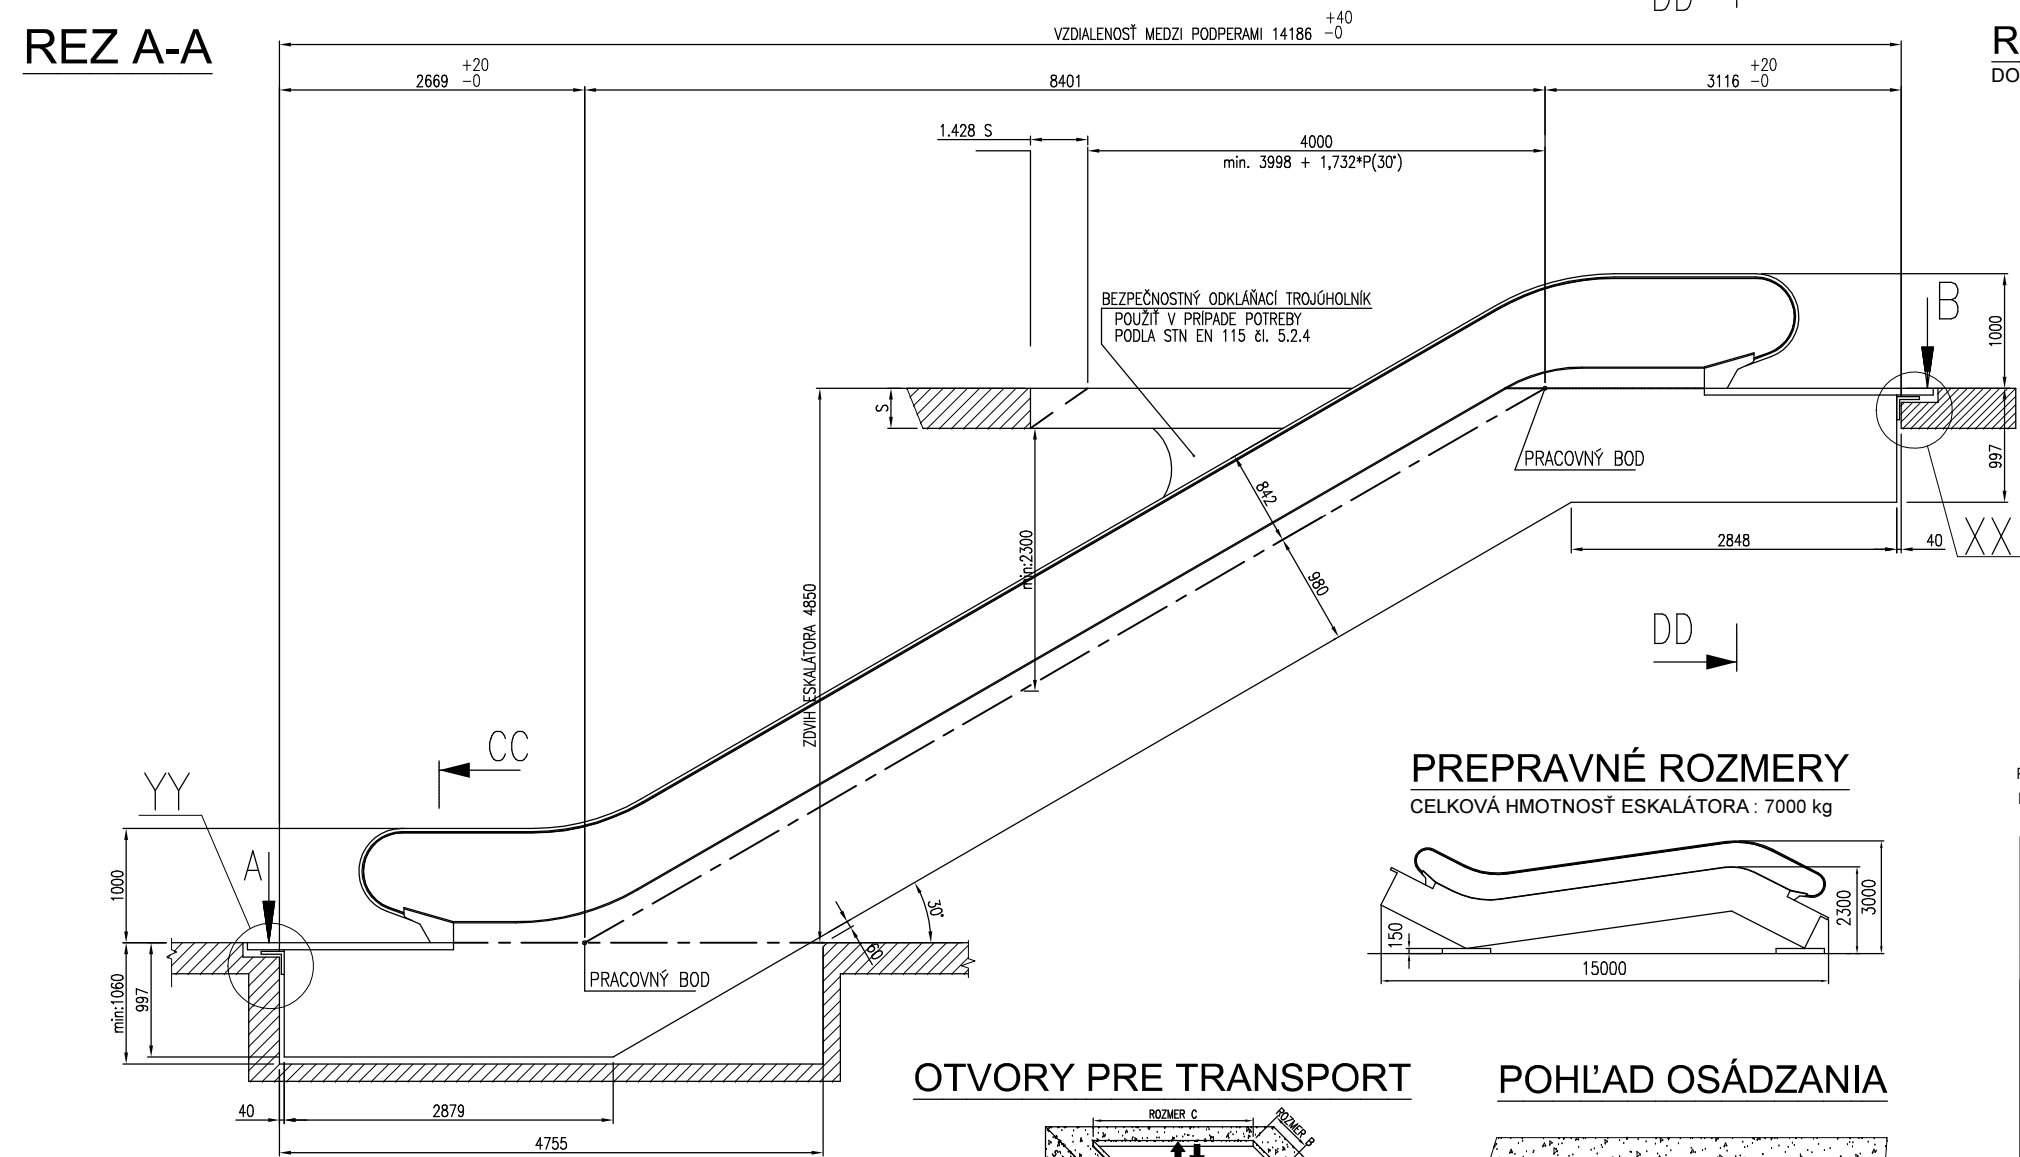 DD
REZ A-A
VZDIALENOSŤ MEDZI PODPERAMI 14186 +40 -0
R
DO
2669 +20 -0
8401
3116 +20 -0
1.428 S
4000
min. 3998 + 1,732*P(30°)
BEZPEČNOSTNÝ ODKLÁŇACÍ TROJÚHOLNÍK
POUŽIŤ V PRÍPADE POTREBY
PODLA STN EN 115 čl. 5.2.4
B
1000
S
PRACOVNÝ BOD
997
842
min:2300
2848
40
XX
980
ZDVIH ESKALÁTORA 4850
DD
CC
YY
PREPRAVNÉ ROZMERY
CELKOVÁ HMOTNOSŤ ESKALÁTORA : 7000 kg
A
1000
30°
60
2300
3000
150
15000
PRACOVNÝ BOD
min:1060
997
OTVORY PRE TRANSPORT
POHĽAD OSÁDZANIA
40
2879
ROZMER C
ROZMER B
4755